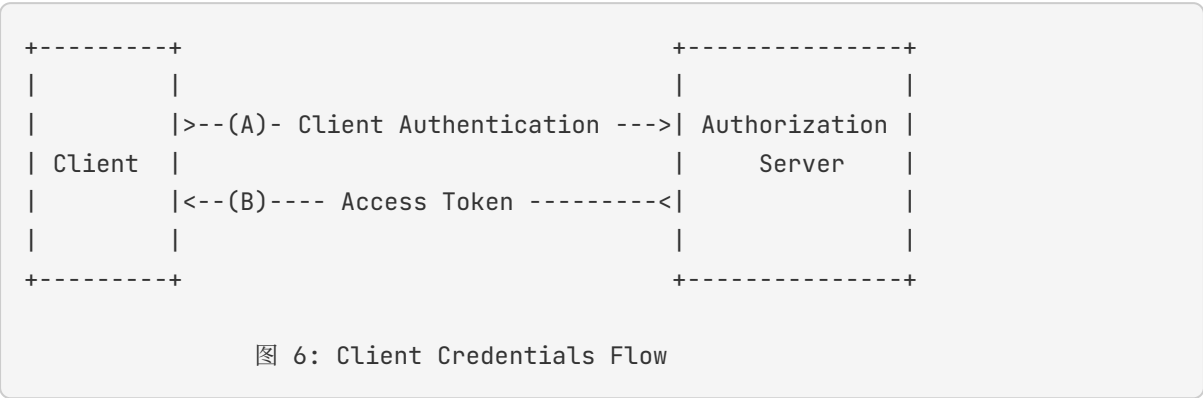 +---------+                                  +---------------+
|         |                                  |               |
|         |>--(A)- Client Authentication --->| Authorization |
| Client  |                                  |     Server    |
|         |<--(B)---- Access Token ---------<|               |
|         |                                  |               |
+---------+                                  +---------------+
图 6: Client Credentials Flow